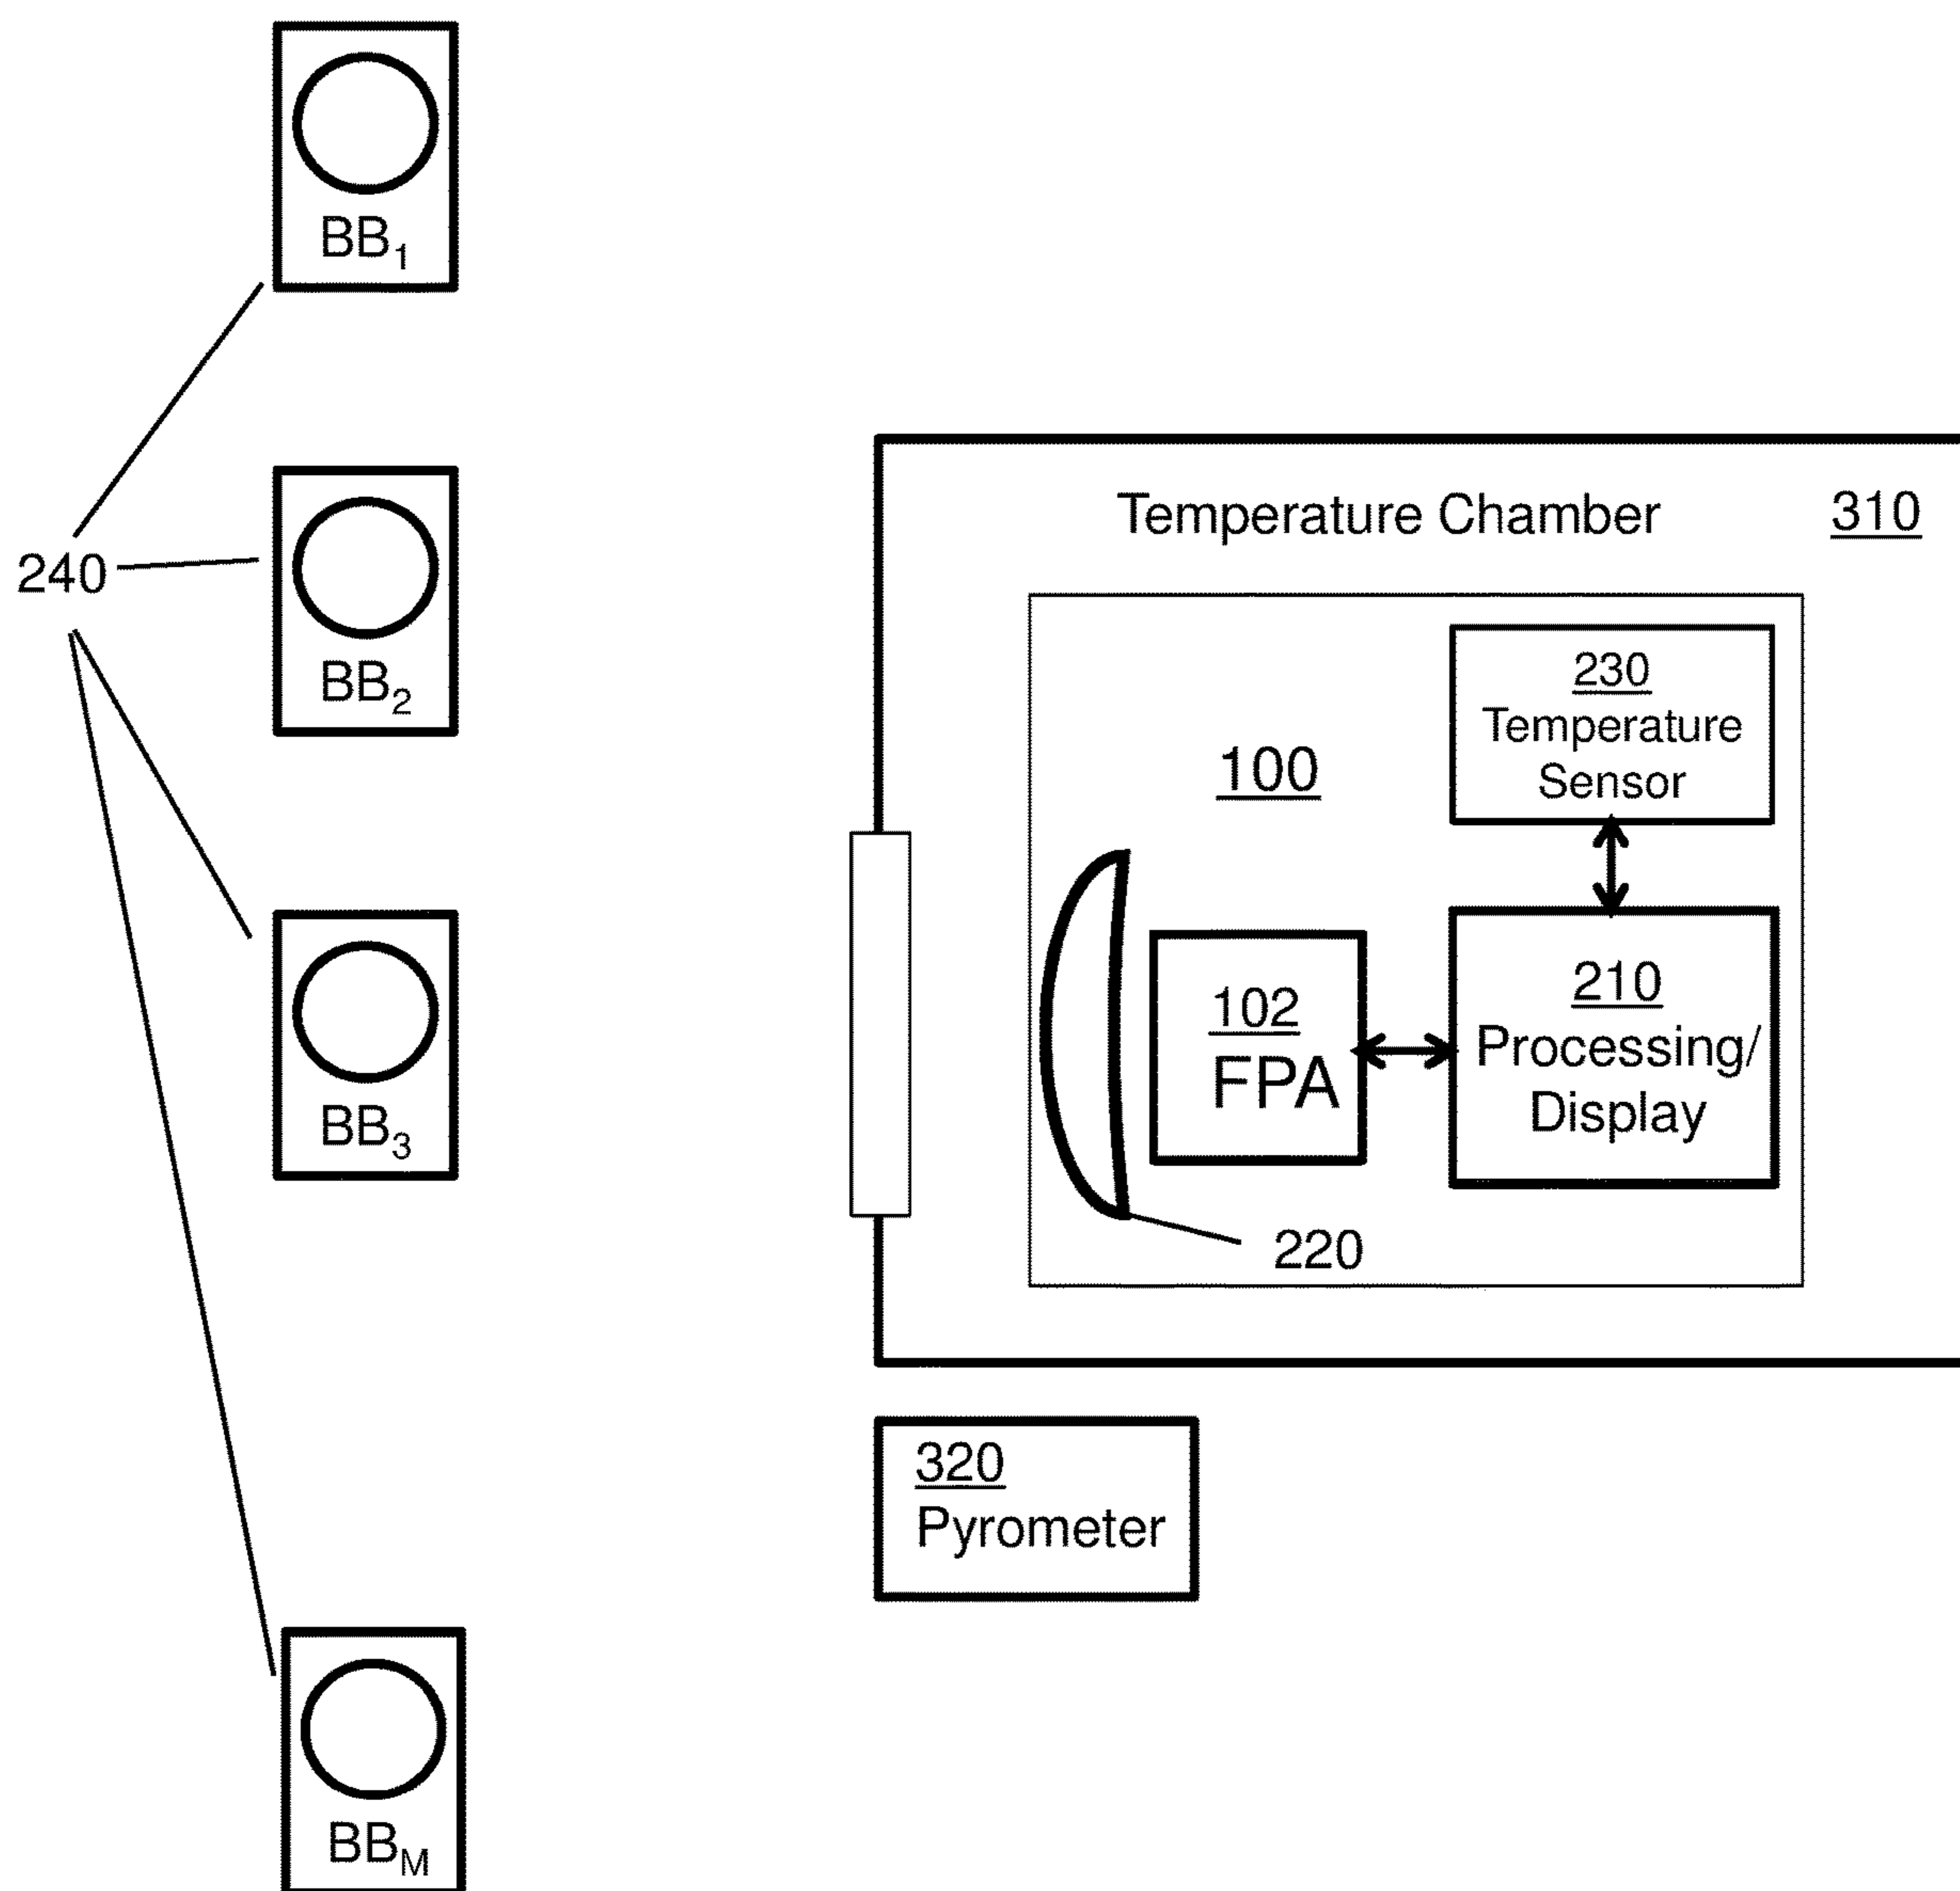 BB₁
240
BB₂
BB₃
BBM
Temperature Chamber 310
100
230
Temperature
Sensor
102
FPA
210
Processing/
Display
220
320
Pyrometer